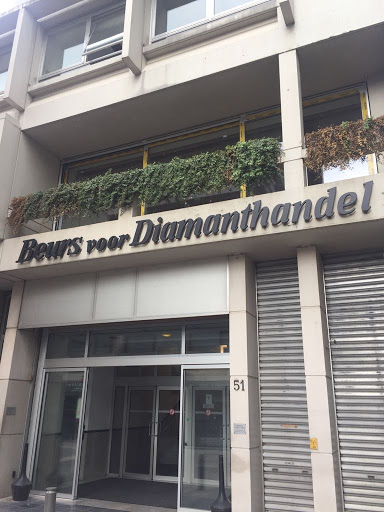 Beurs voor Diamanthandel
51